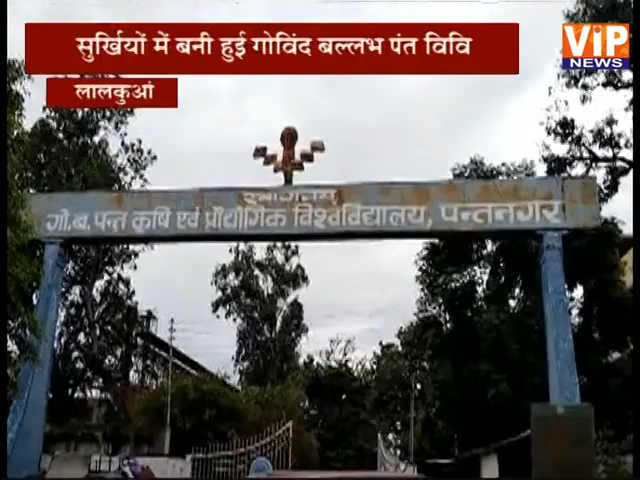 सुर्खियों में बनी हुई गोविंद बल्लभ पंत विवि
ViP
NEWS
लालकुआं
स्वागतम्
गो.ब. पन्त कृषि एवं प्रौद्योगिक विश्वविद्यालय, पन्तनगर